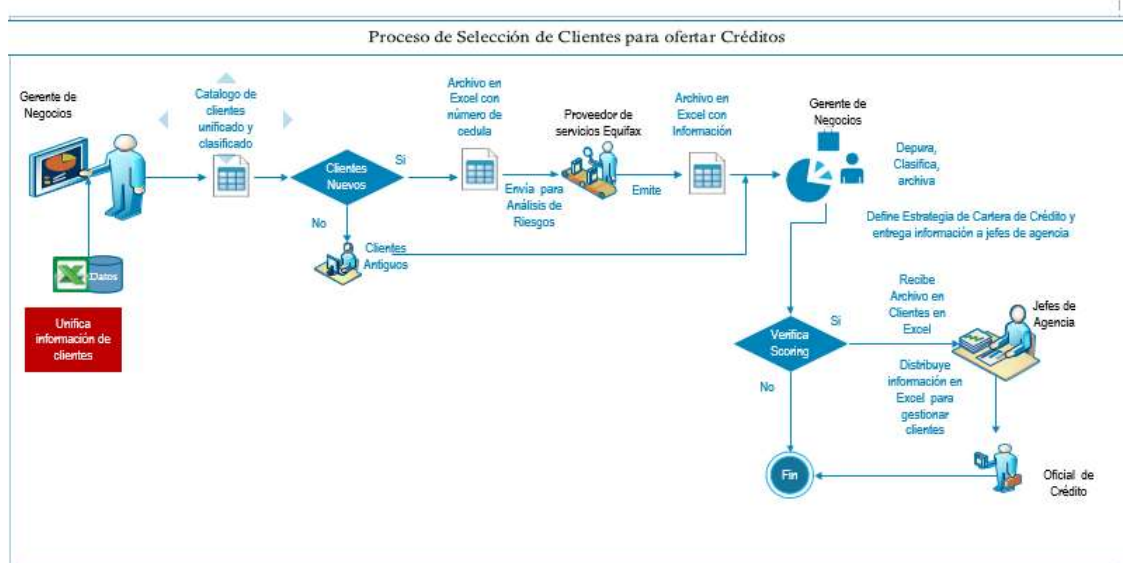 Proceso de Selección de Clientes para ofertar Créditos
Gerente de
Negocios
Catalogo de
clientes
unificado y
clasificado
Archivo en
Excel con
número de
cedula
Proveedor de
servicios Equifax
Archivo en
Excel con
Información
Gerente de
Negocios
Clientes
Nuevos
Si
Envía para
Análisis de
Riesgos
Emite
Depura,
Clasifica,
archiva
No
Clientes
Antiguos
Define Estrategia de Cartera de Crédito y
entrega información a jefes de agencia
Datos
Unifica
información de
clientes
Verifica
Scoring
Si
Recibe
Archivo en
Clientes en
Excel
Jefes de
Agencia
No
Distribuye
información en
Excel para
gestionar
clientes
Fin
Oficial de
Crédito